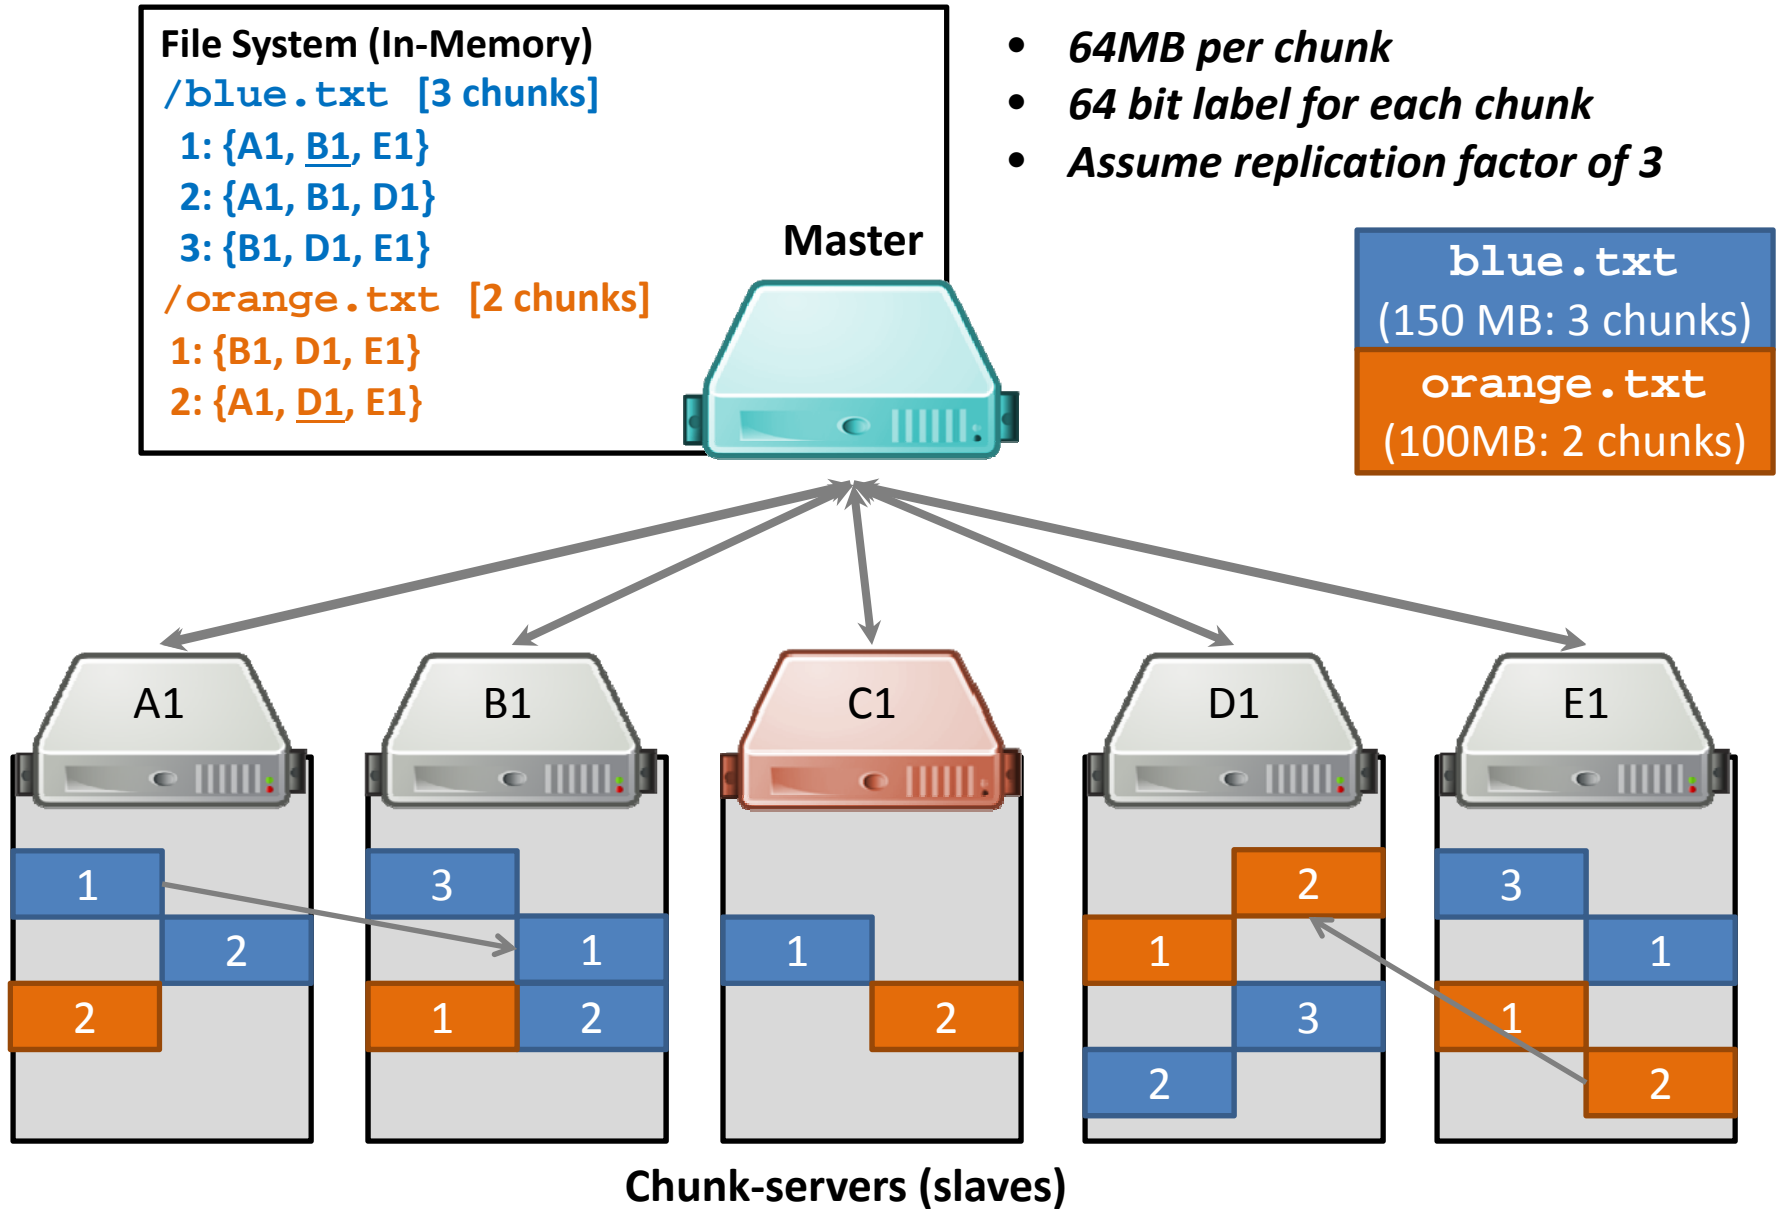 File System (In-Memory)
/blue.txt [3 chunks]
1: {A1, B1, E1}
2: {A1, B1, D1}
3: {B1, D1, E1}
/orange.txt [2 chunks]
1: {B1, D1, E1}
2: {A1, D1, E1}
Master
• 64MB per chunk
• 64 bit label for each chunk
• Assume replication factor of 3
blue.txt
(150 MB: 3 chunks)
orange.txt
(100MB: 2 chunks)
A1 B1 C1 D1 E1
1 3 2 3
2 1 1 1 1
2 1 2 2 3 1
2 2
Chunk-servers (slaves)